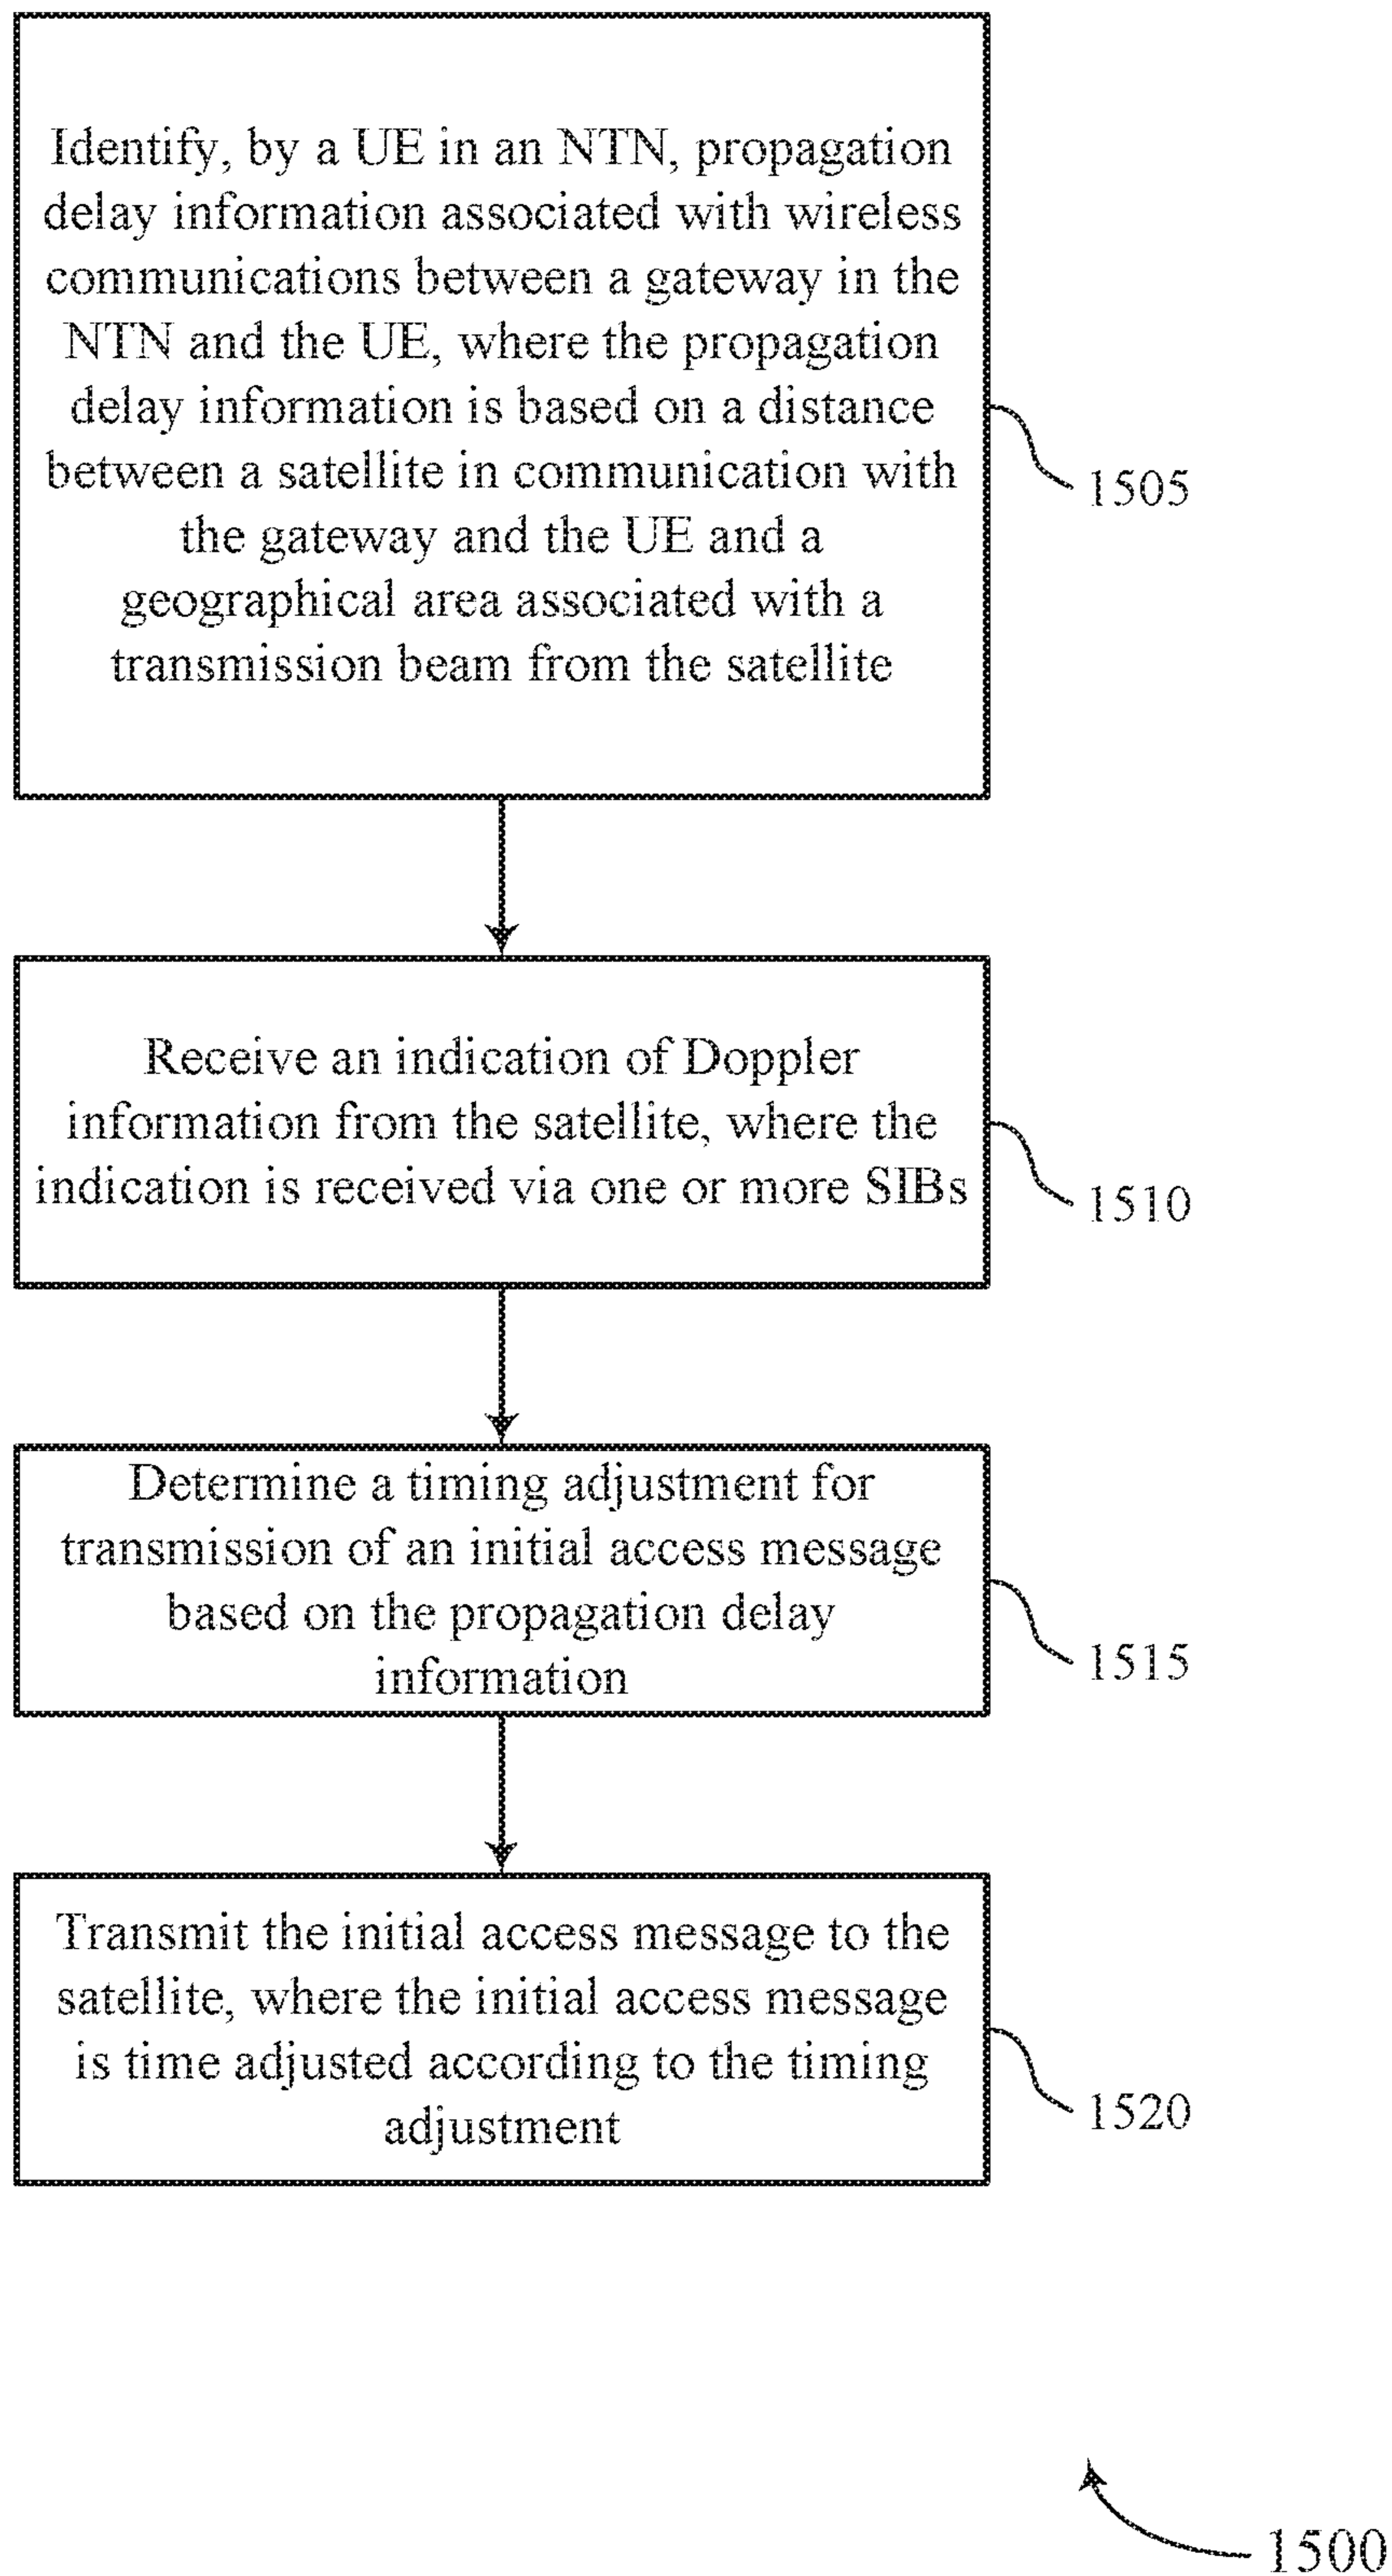 Identify, by a UE in an NTN, propagation
delay information associated with wireless
communications between a gateway in the
NTN and the UE, where the propagation
delay information is based on a distance
between a satellite in communication with
the gateway and the UE and a
geographical area associated with a
transmission beam from the satellite
1505
Receive an indication of Doppler
information from the satellite, where the
indication is received via one or more SIBs
1510
Determine a timing adjustment for
transmission of an initial access message
based on the propagation delay
information
1515
Transmit the initial access message to the
satellite, where the initial access message
is time adjusted according to the timing
adjustment
1520
1500